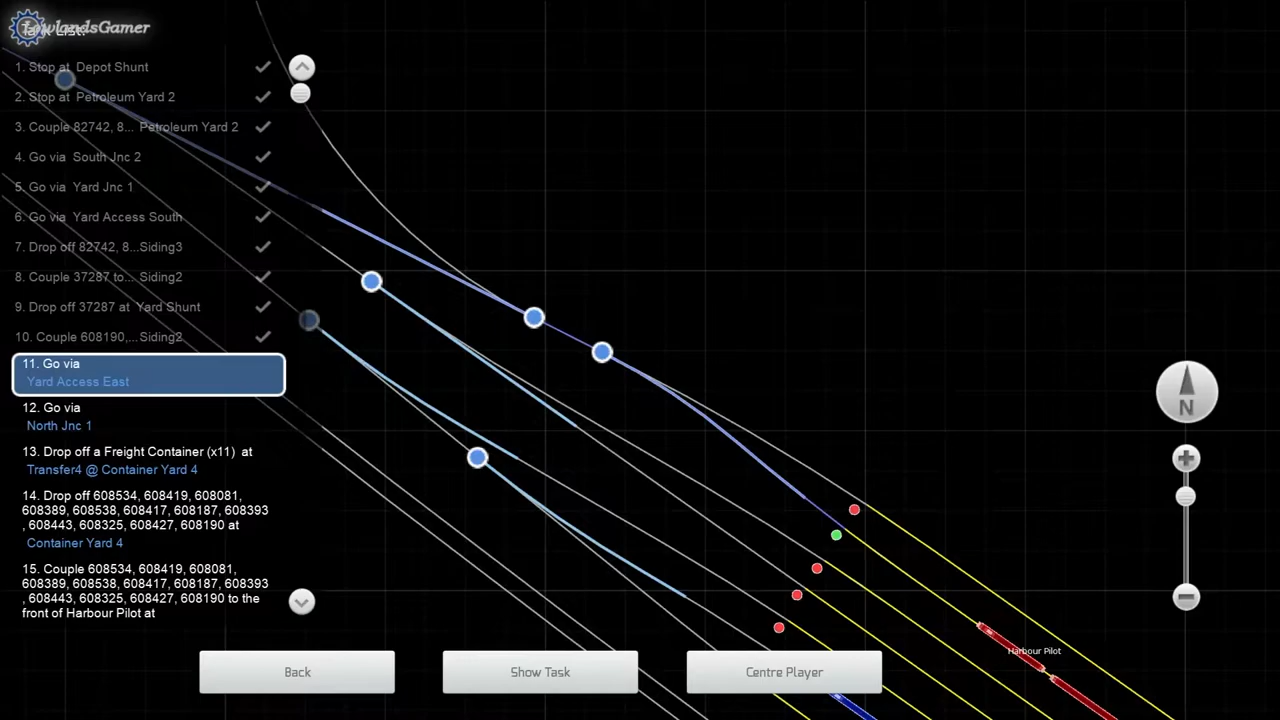 LowlandsGamer
Task List:
1. Stop at Depot Shunt
2. Stop at Petroleum Yard 2
3. Couple 82742, 8... Petroleum Yard 2
4. Go via South Jnc 2
5. Go via Yard Jnc 1
6. Go via Yard Access South
7. Drop off 82742, 8...Siding3
8. Couple 37287 to... Siding2
9. Drop off 37287 at Yard Shunt
10. Couple 608190,...Siding2
11. Go via
Yard Access East
12. Go via
North Jnc 1
13. Drop off a Freight Container (x11) at
Transfer4 @ Container Yard 4
14. Drop off 608534, 608419, 608081,
608389, 608538, 608417, 608187, 608393
, 608443, 608325, 608427, 608190 at
Container Yard 4
15. Couple 608534, 608419, 608081,
608389, 608538, 608417, 608187, 608393
, 608443, 608325, 608427, 608190 to the
front of Harbour Pilot at
N
Harbour Pilot
Back
Show Task
Centre Player